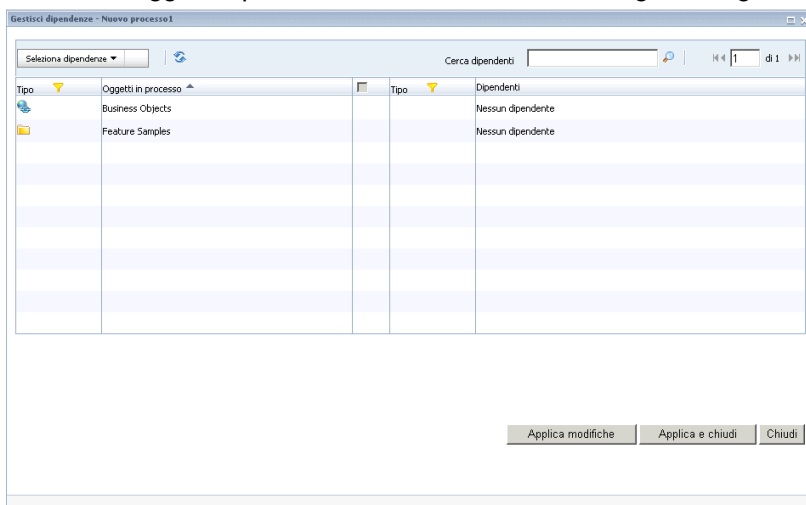 Gestisci dipendenze - Nuovo processo1
Seleziona dipendenze
Cerca dipendenti
1 di 1
Tipo Oggetti in processo Tipo Dipendenti
Business Objects Nessun dipendente
Feature Samples Nessun dipendente
Applica modifiche Applica e chiudi Chiudi